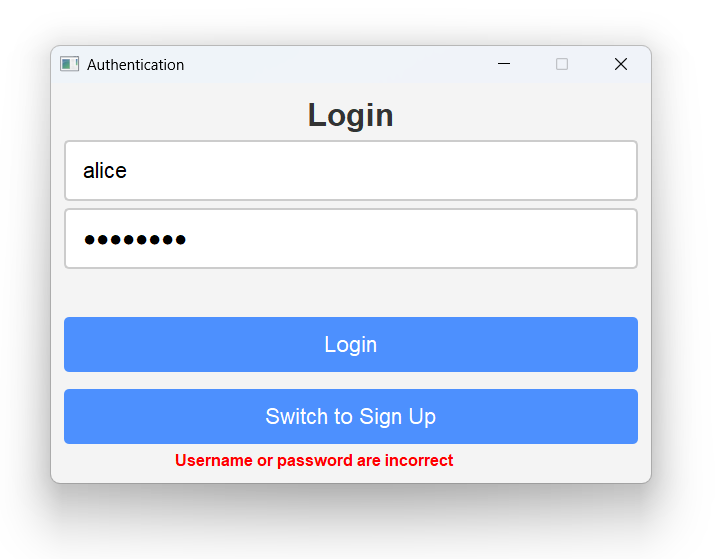 Authentication
Login
alice
●●●●●●●●
Login
Switch to Sign Up
Username or password are incorrect